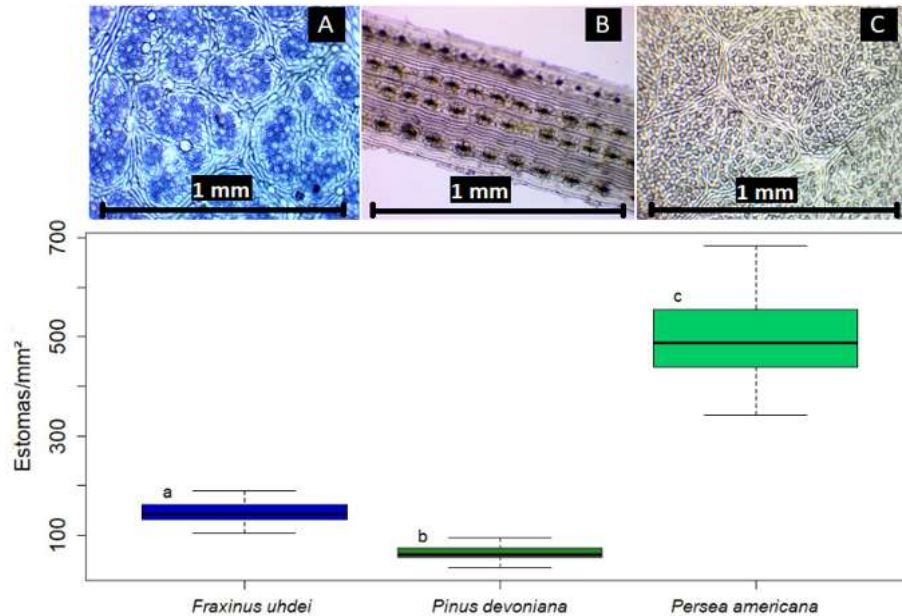 A
B
C
1 mm
1 mm
1 mm
Estomas/mm²
700
500
300
100
a
b
c
Fraxinus uhdei
Pinus devoniana
Persea americana